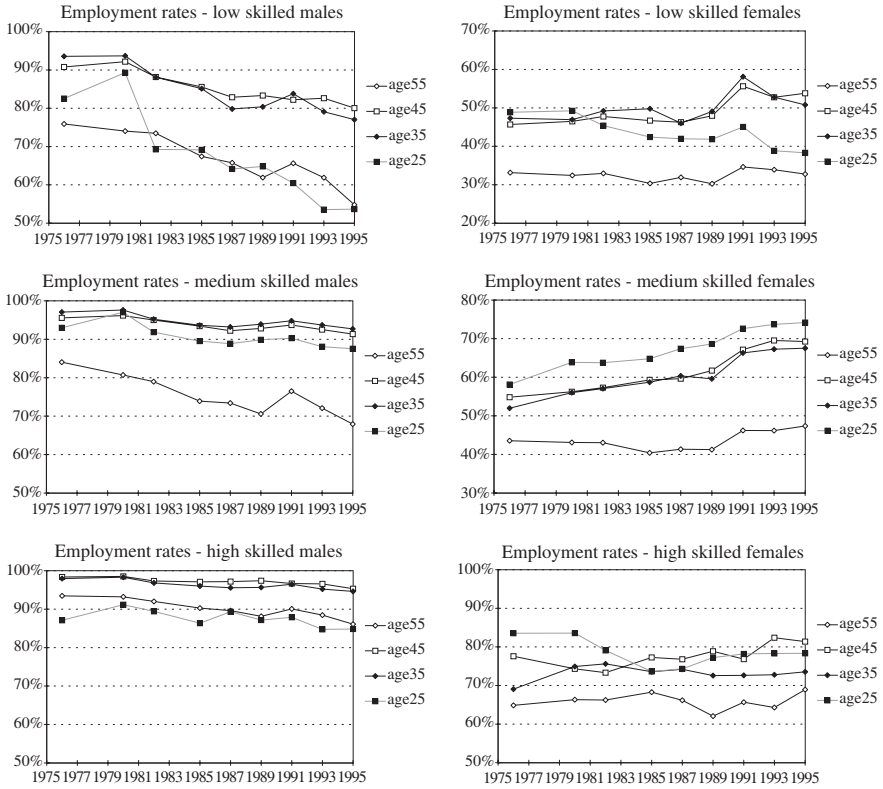 Employment rates - low skilled males
100%
90%
80%
70%
60%
50%
1975 1977 1979 1981 1983 1985 1987 1989 1991 1993 1995
age55
age45
age35
age25
Employment rates - low skilled females
70%
60%
50%
40%
30%
20%
1975 1977 1979 1981 1983 1985 1987 1989 1991 1993 1995
age55
age45
age35
age25
Employment rates - medium skilled males
100%
90%
80%
70%
60%
50%
1975 1977 1979 1981 1983 1985 1987 1989 1991 1993 1995
age55
age45
age35
age25
Employment rates - medium skilled females
80%
70%
60%
50%
40%
30%
1975 1977 1979 1981 1983 1985 1987 1989 1991 1993 1995
age55
age45
age35
age25
Employment rates - high skilled males
100%
90%
80%
70%
60%
50%
1975 1977 1979 1981 1983 1985 1987 1989 1991 1993 1995
age55
age45
age35
age25
Employment rates - high skilled females
100%
90%
80%
70%
60%
50%
1975 1977 1979 1981 1983 1985 1987 1989 1991 1993 1995
age55
age45
age35
age25